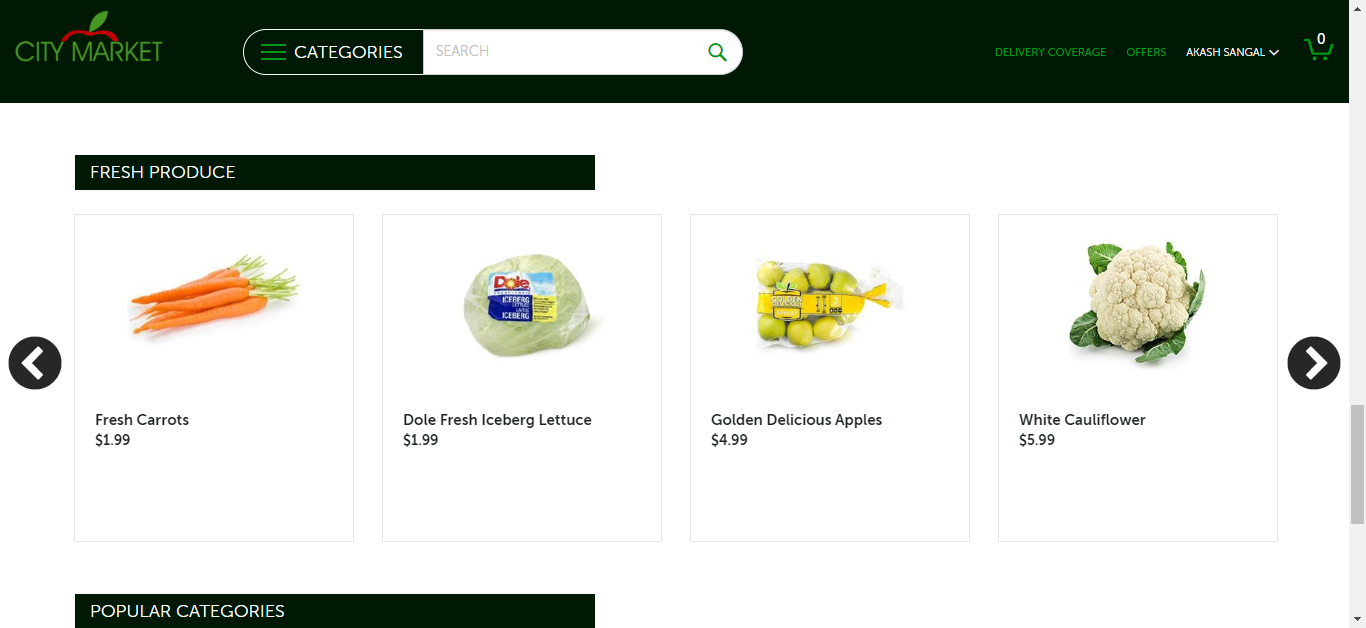 CITY MARKET
CATEGORIES
SEARCH
DELIVERY COVERAGE
OFFERS
AKASH SANGAL
0
FRESH PRODUCE
Dole
ICEBERG
LETTUCE
LAITUE
ICEBERG
GOLDEN
DELICIOUS
Fresh Carrots
$1.99
Dole Fresh Iceberg Lettuce
$1.99
Golden Delicious Apples
$4.99
White Cauliflower
$5.99
POPULAR CATEGORIES